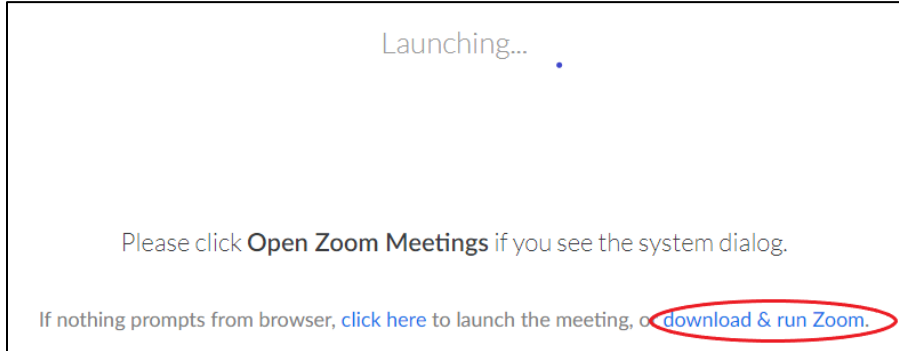 Launching...
Please click Open Zoom Meetings if you see the system dialog.
If nothing prompts from browser, click here to launch the meeting, or download & run Zoom.